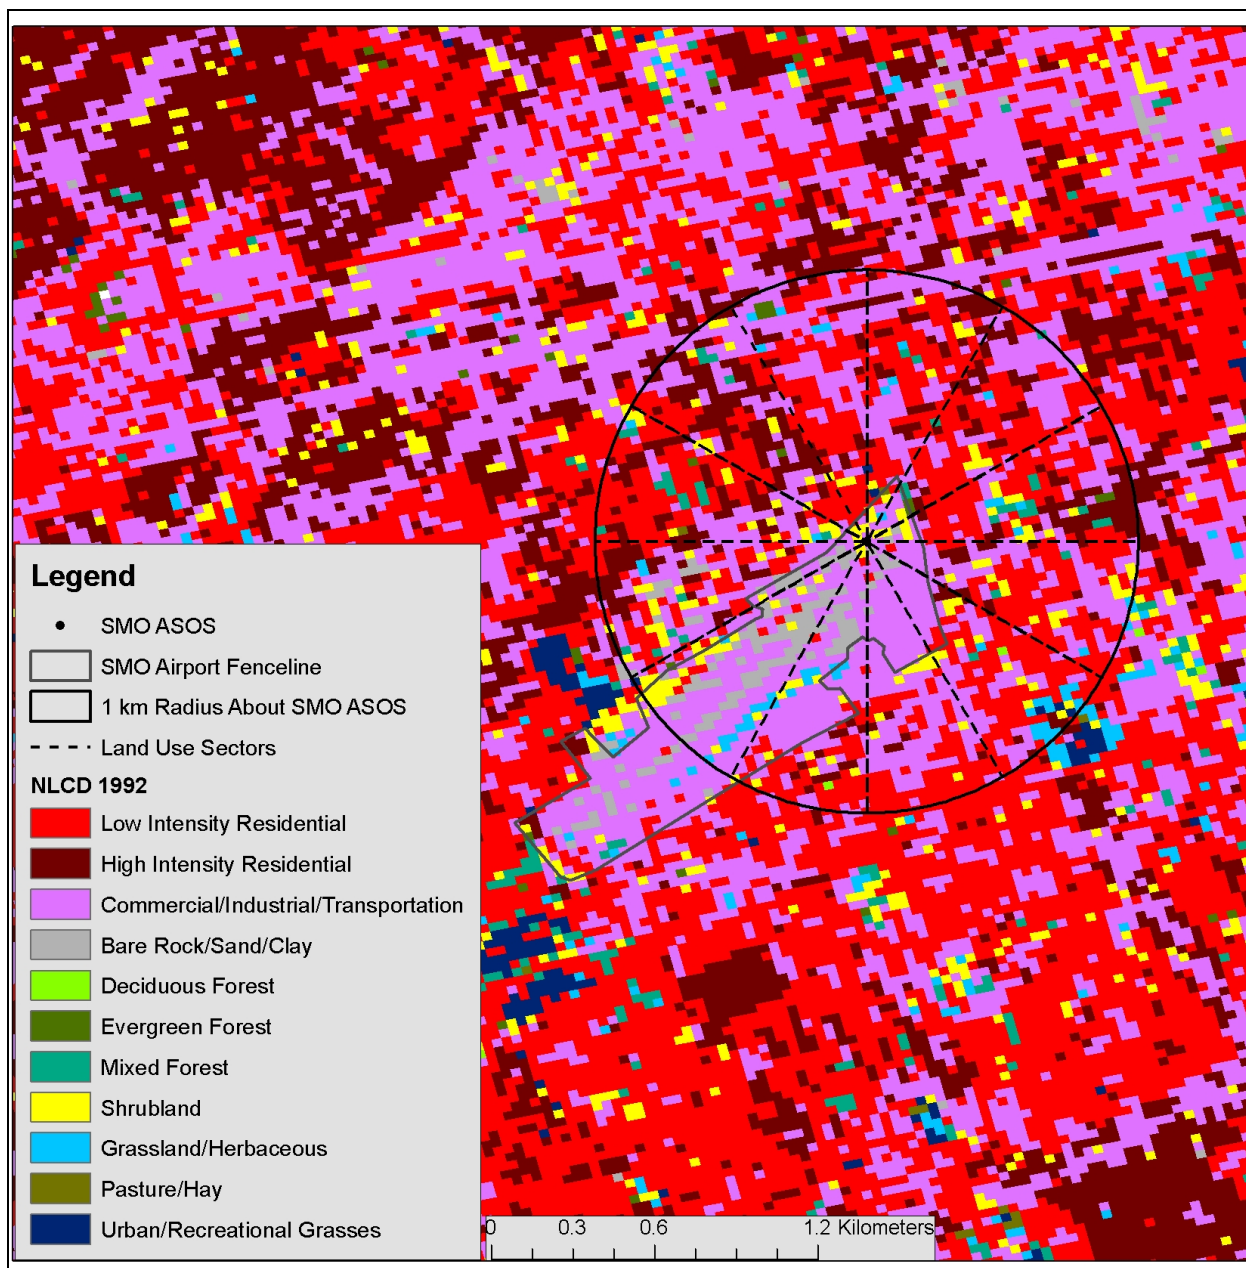 Legend
SMO ASOS
SMO Airport Fenceline
1 km Radius About SMO ASOS
Land Use Sectors
NLCD 1992
Low Intensity Residential
High Intensity Residential
Commercial/Industrial/Transportation
Bare Rock/Sand/Clay
Deciduous Forest
Evergreen Forest
Mixed Forest
Shrubland
Grassland/Herbaceous
Pasture/Hay
Urban/Recreational Grasses
0 0.3 0.6 1.2 Kilometers